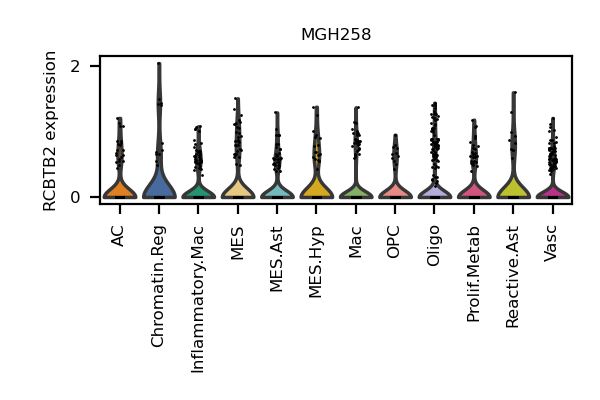 MGH258
RCBTB2 expression
2
0
AC
Chromatin.Reg
Inflammatory.Mac
MES
MES.Ast
MES.Hyp
Mac
OPC
Oligo
Prolif.Metab
Reactive.Ast
Vasc